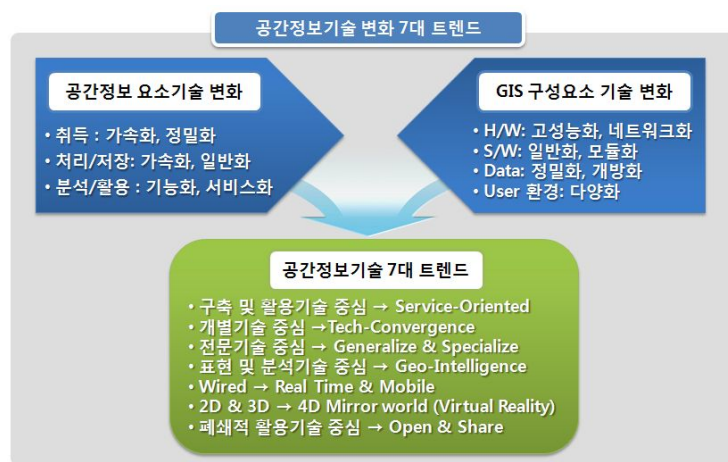 공간정보기술 변화 7대 트렌드
공간정보 요소기술 변화
• 취득 : 가속화, 정밀화
• 처리/저장: 가속화, 일반화
• 분석/활용 : 기능화, 서비스화
GIS 구성요소 기술 변화
• H/W: 고성능화, 네트워크화
• S/W: 일반화, 모듈화
• Data: 정밀화, 개방화
• User 환경: 다양화
공간정보기술 7대 트렌드
• 구축 및 활용기술 중심 → Service-Oriented
• 개별기술 중심 →Tech-Convergence
• 전문기술 중심 → Generalize & Specialize
• 표현 및 분석기술 중심 → Geo-Intelligence
• Wired → Real Time & Mobile
• 2D & 3D → 4D Mirror world (Virtual Reality)
• 폐쇄적 활용기술 중심 → Open & Share